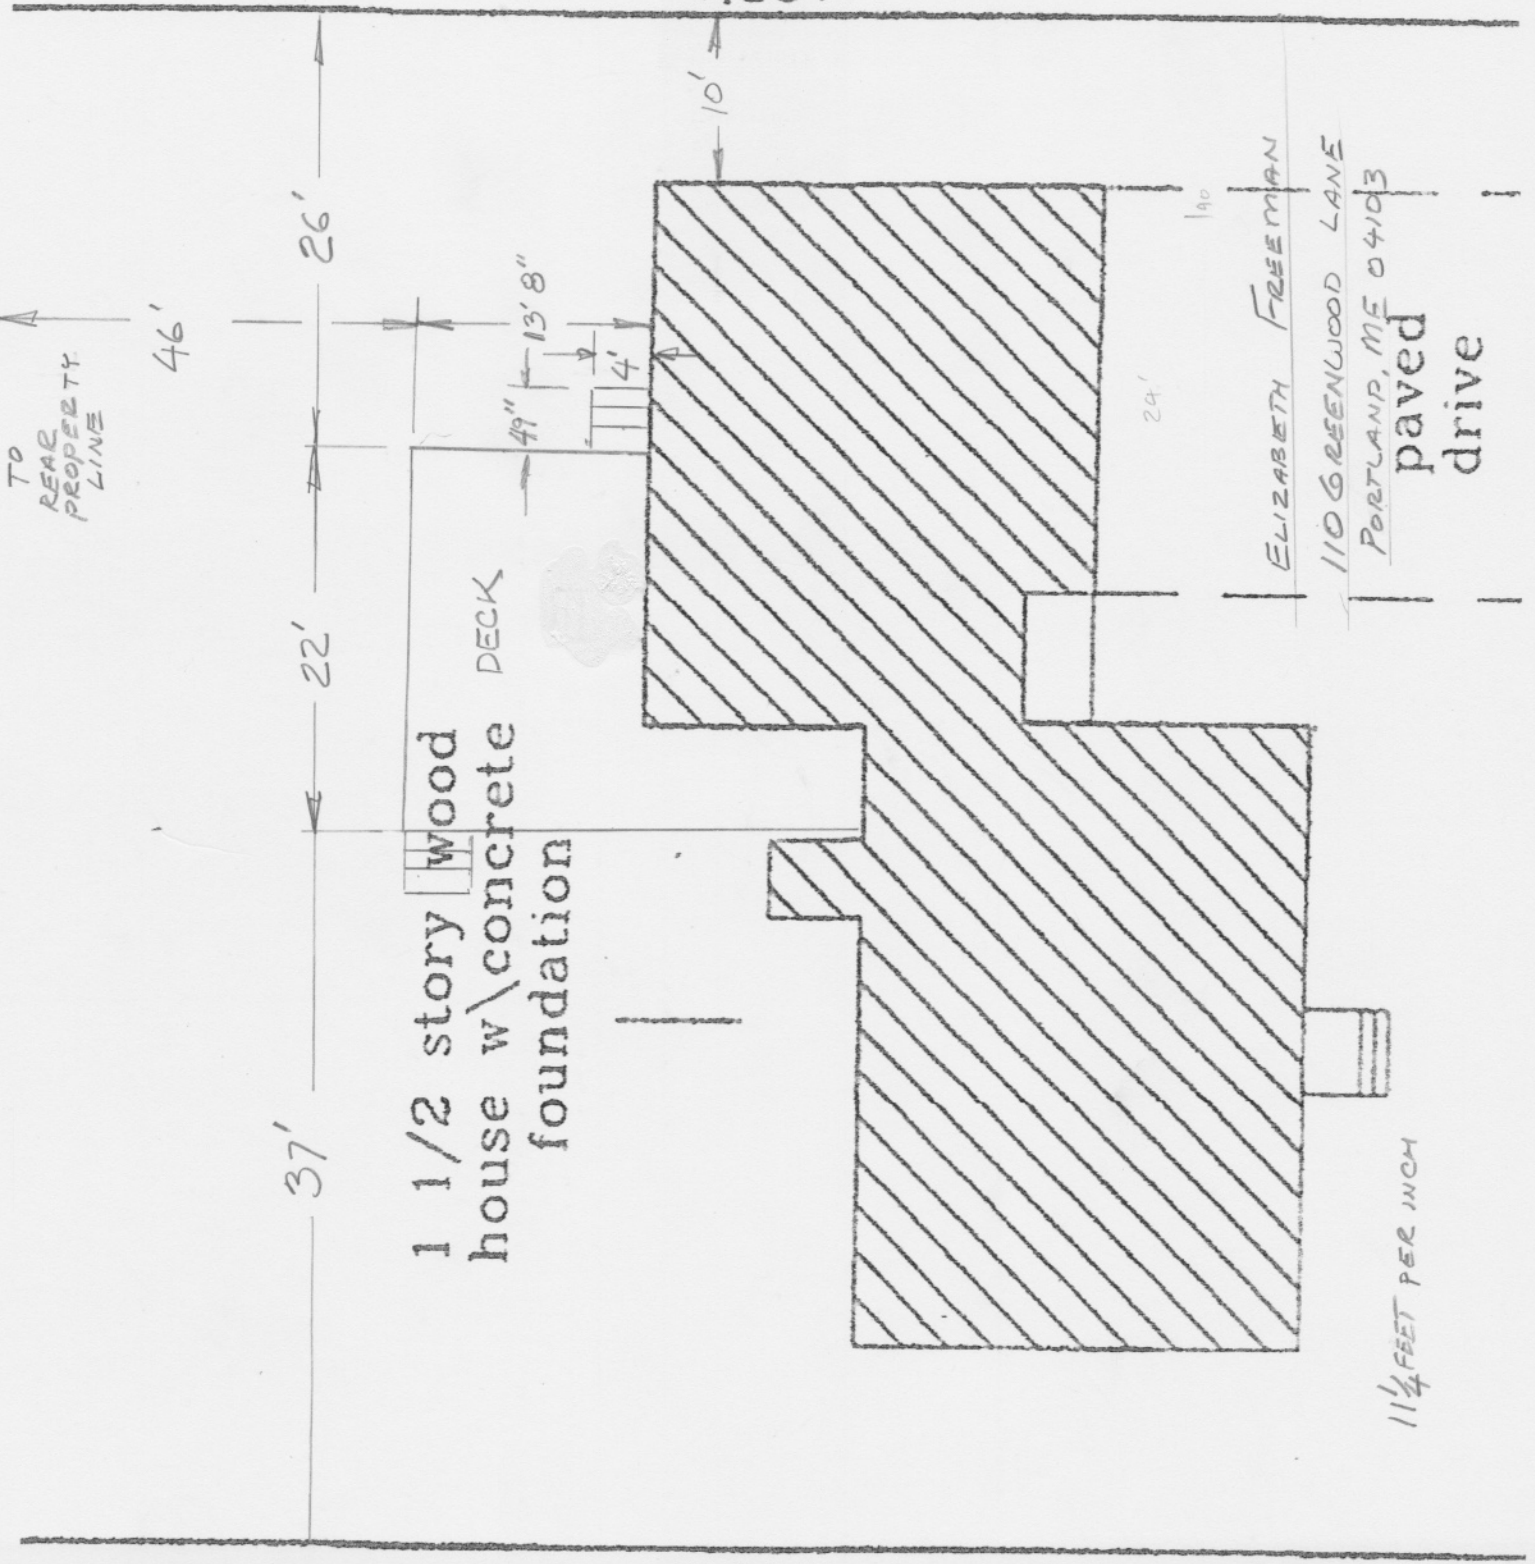 TO
REAR
PROPERTY
LINE
46'
37'
22'
26'
10'
13' 8"
49"
4'
DECK
1 1/2 story wood
house w\concrete
foundation
24'
ELIZABETH FREEMAN
110 GREENWOOD LANE
PORTLAND, ME 04103
paved
drive
11 1/4 FEET PER INCH